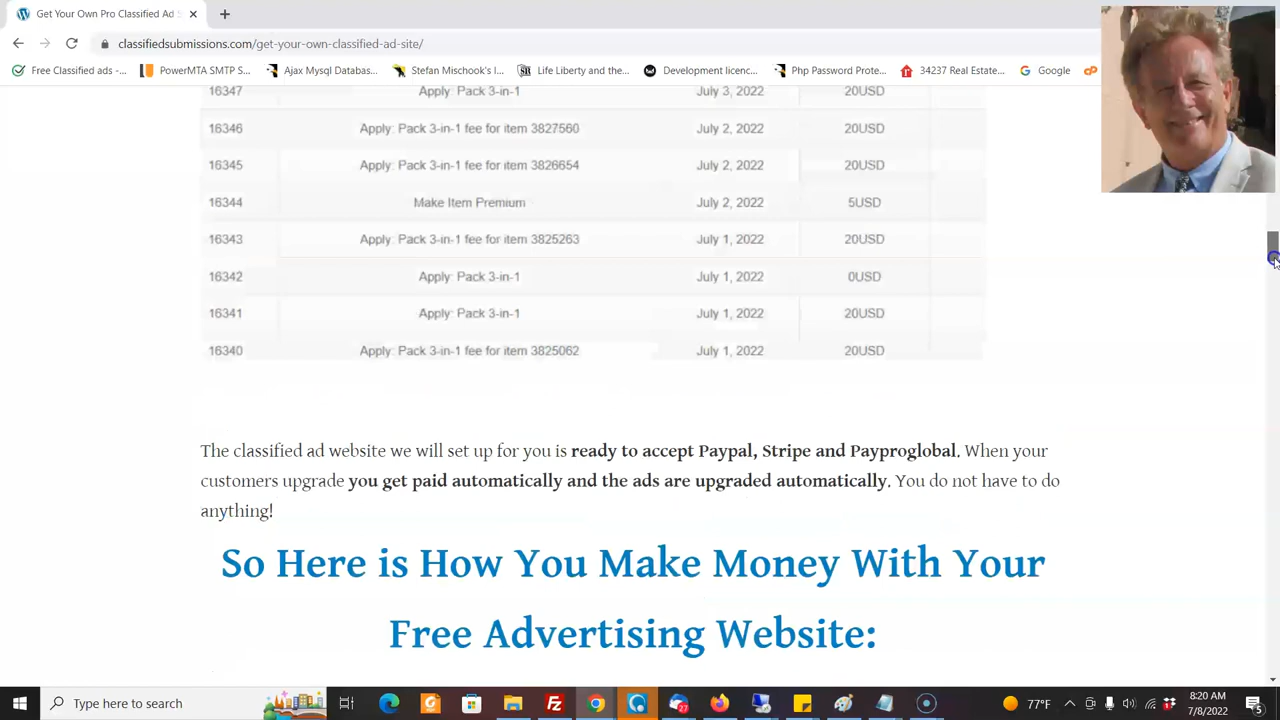 Get Your Own Pro Classified Ad S
classifiedsubmissions.com/get-your-own-classified-ad-site/
Free Classified ads -...
PowerMTA SMTP S...
Ajax Mysql Databas...
Stefan Mischook's I...
Life Liberty and the...
Development licenc...
Php Password Prote...
34237 Real Estate...
Google
16347 Apply: Pack 3-in-1 July 3, 2022 20USD
16346 Apply: Pack 3-in-1 fee for item 3827560 July 2, 2022 20USD
16345 Apply: Pack 3-in-1 fee for item 3826654 July 2, 2022 20USD
16344 Make Item Premium July 2, 2022 5USD
16343 Apply: Pack 3-in-1 fee for item 3825263 July 1, 2022 20USD
16342 Apply: Pack 3-in-1 July 1, 2022 0USD
16341 Apply: Pack 3-in-1 July 1, 2022 20USD
16340 Apply: Pack 3-in-1 fee for item 3825062 July 1, 2022 20USD
The classified ad website we will set up for you is ready to accept Paypal, Stripe and Payproglobal. When your
customers upgrade you get paid automatically and the ads are upgraded automatically. You do not have to do
anything!
So Here is How You Make Money With Your
Free Advertising Website:
Type here to search
77°F
8:20 AM
7/8/2022
5